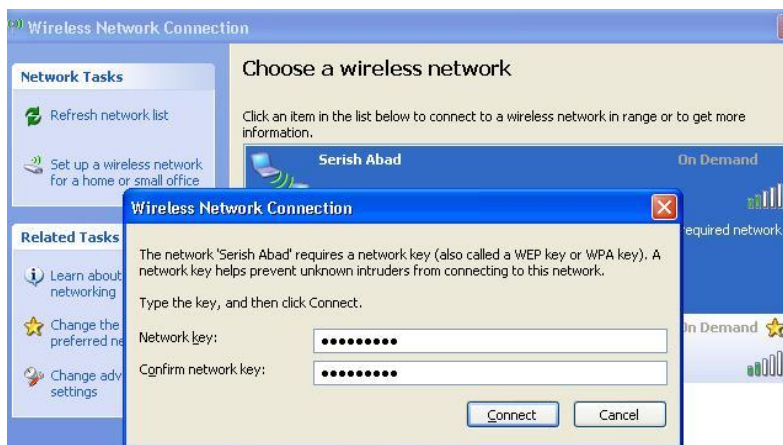 Wireless Network Connection
Network Tasks
Refresh network list
Set up a wireless network
for a home or small office
Related Tasks
Learn about
networking
Change the
preferred ne
Change adv
settings
Choose a wireless network
Click an item in the list below to connect to a wireless network in range or to get more
information.
Serish Abad
On Demand
required network
On Demand
Wireless Network Connection
The network 'Serish Abad' requires a network key (also called a WEP key or WPA key). A
network key helps prevent unknown intruders from connecting to this network.
Type the key, and then click Connect.
Network key:
Confirm network key:
Connect
Cancel